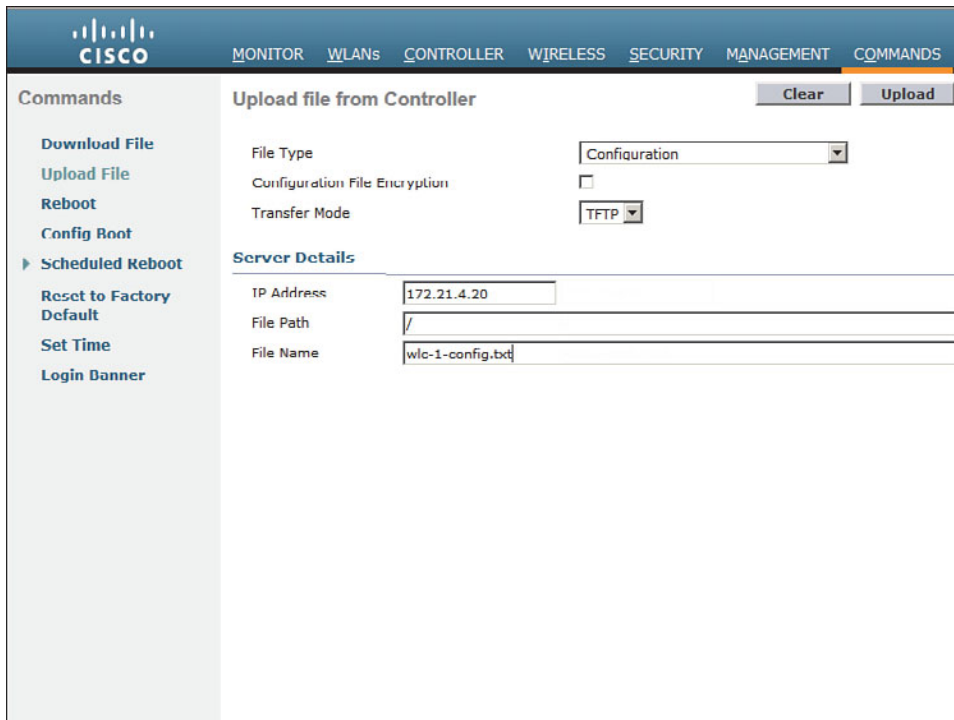 CISCO
MONITOR WLANs CONTROLLER WIRELESS SECURITY MANAGEMENT COMMANDS
Commands
Download File
Upload File
Reboot
Config Boot
Scheduled Reboot
Reset to Factory
Default
Set Time
Login Banner
Upload file from Controller
Clear Upload
File Type Configuration
Configuration File Encryption
Transfer Mode TFTP
Server Details
IP Address 172.21.4.20
File Path /
File Name wlc-1-config.txt